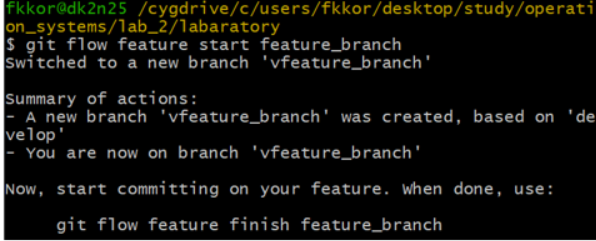 fkkor@dk2n25 /cygdrive/c/users/fkkor/desktop/study/operati
on_systems/lab_2/labaratory
$ git flow feature start feature_branch
Switched to a new branch 'vfeature_branch'
Summary of actions:
- A new branch 'vfeature_branch' was created, based on 'de
velop'
- You are now on branch 'vfeature_branch'
Now, start committing on your feature. When done, use:
git flow feature finish feature_branch